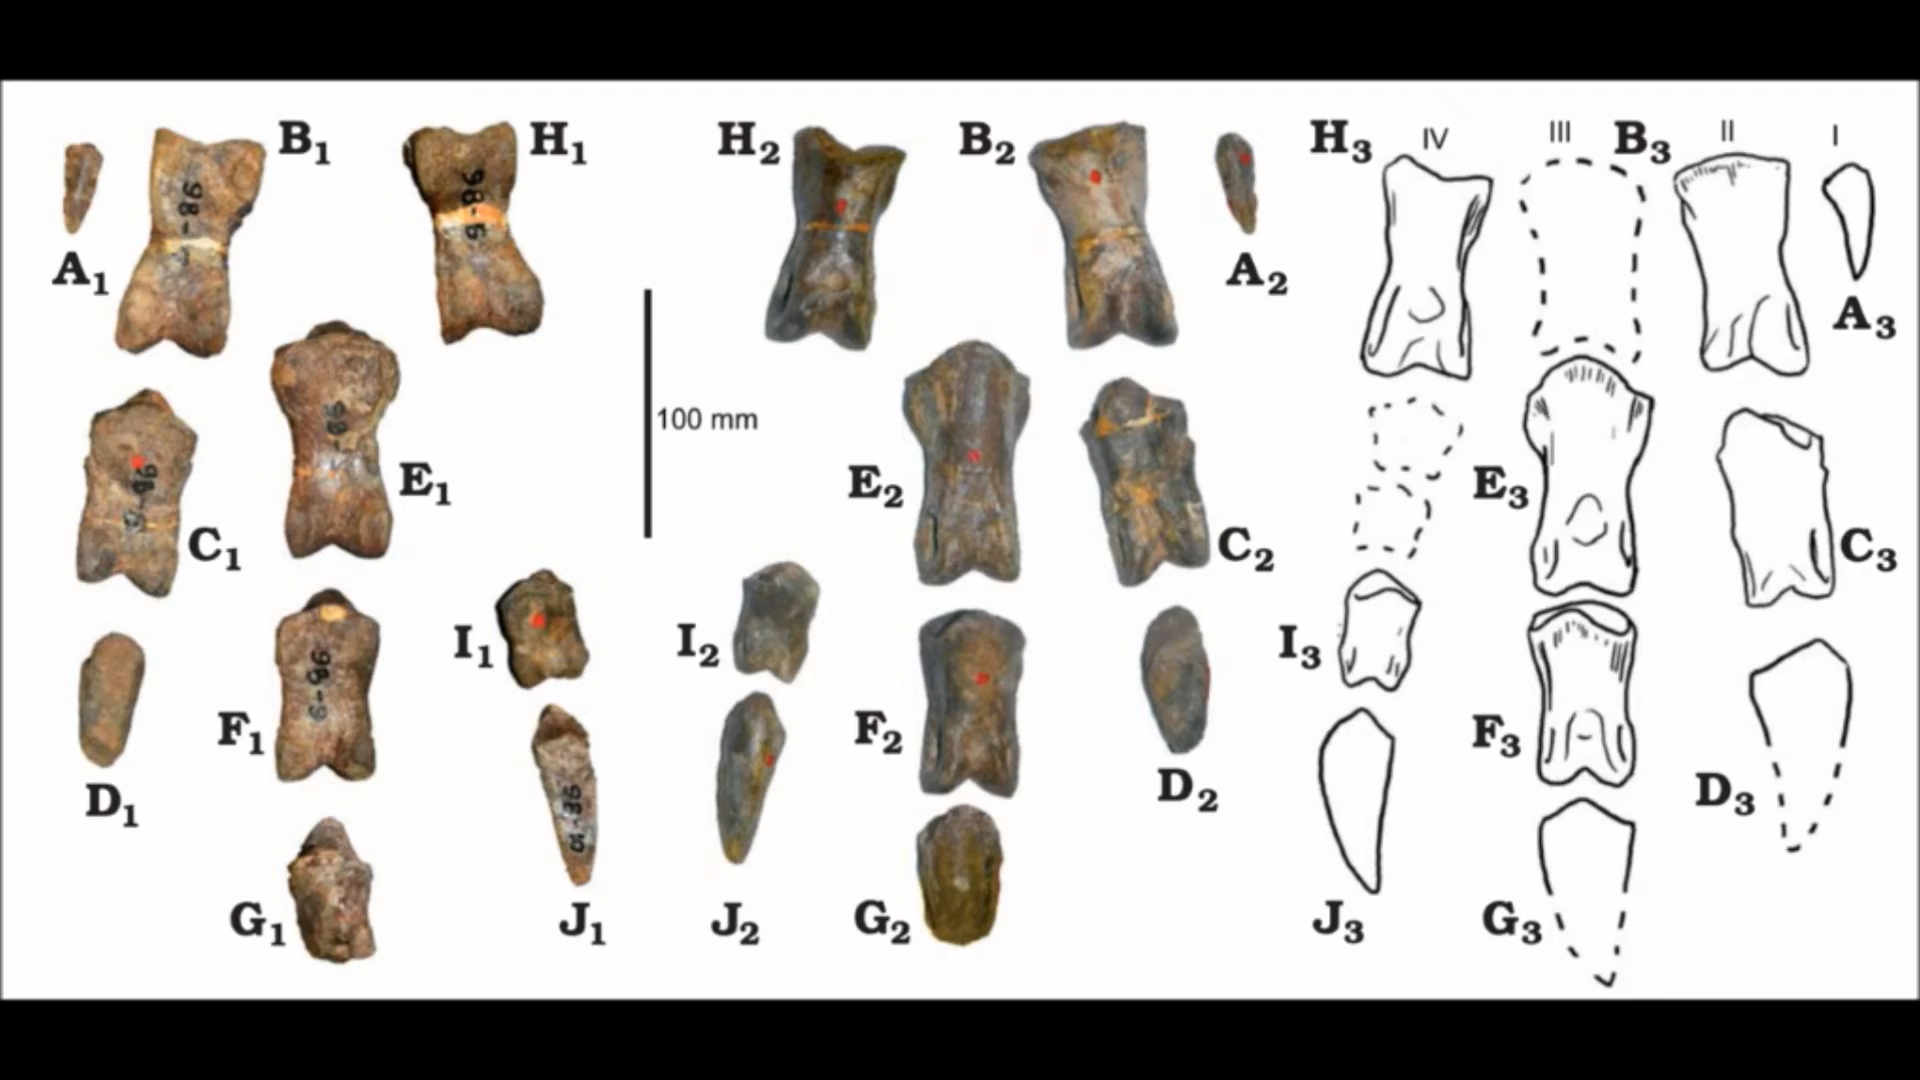 B1
H1
H2
B2
H3
IV
III
B3
II
I
A1
A2
A3
100 mm
E1
E2
E3
C1
C2
C3
I1
I2
I3
F1
F2
F3
D1
D2
D3
G1
J1
J2
G2
J3
G3